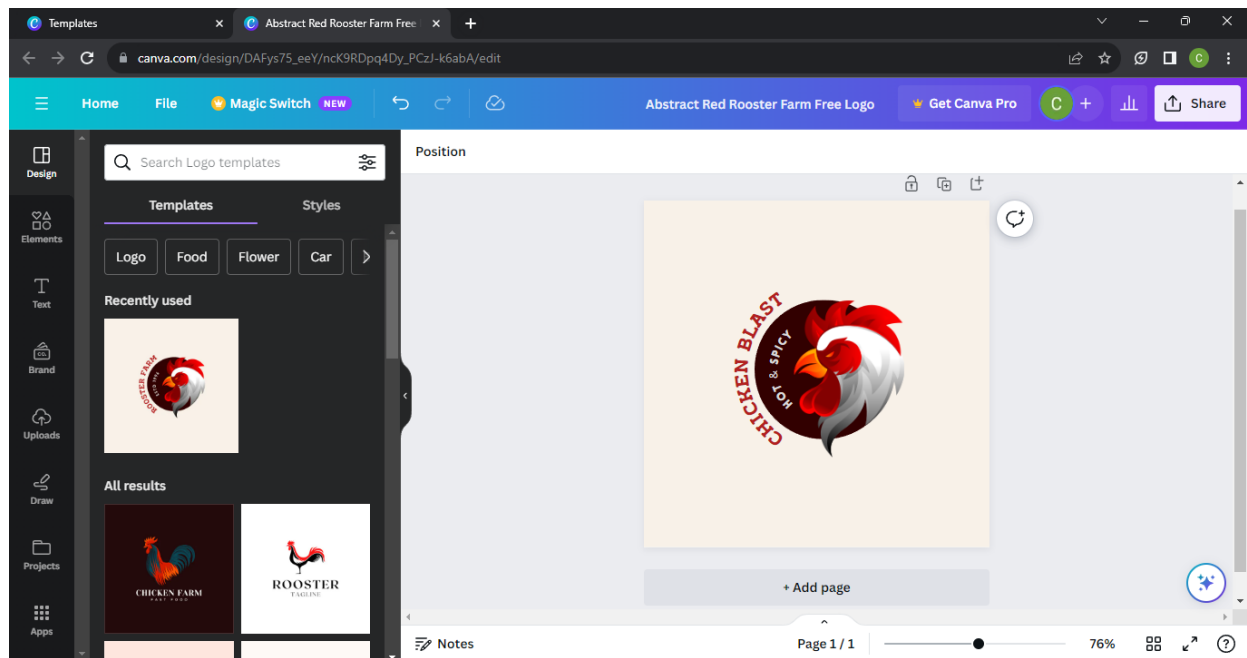 Templates
Abstract Red Rooster Farm Free
canva.com/design/DAFys75_eeY/ncK9RDpq4Dy_PCzJ-k6abA/edit
C
Home File Magic Switch NEW
Abstract Red Rooster Farm Free Logo
Get Canva Pro
C +
Share
Design
Elements
Text
Brand
Uploads
Draw
Projects
Apps
Search Logo templates
Templates Styles
Logo Food Flower Car
Recently used
ROOSTER FARM
All results
CHICKEN FARM
FAST FOOD
ROOSTER
TAGLINE
Position
CHICKEN BLAST
HOT & SPICY
+ Add page
Notes
Page 1 / 1
76%